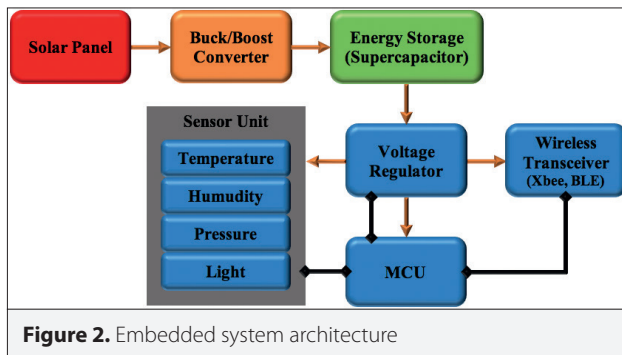 Solar Panel
Buck/Boost
Converter
Energy Storage
(Supercapacitor)
Sensor Unit
Temperature
Humudity
Pressure
Light
Voltage
Regulator
Wireless
Transceiver
(Xbee, BLE)
MCU
Figure 2. Embedded system architecture